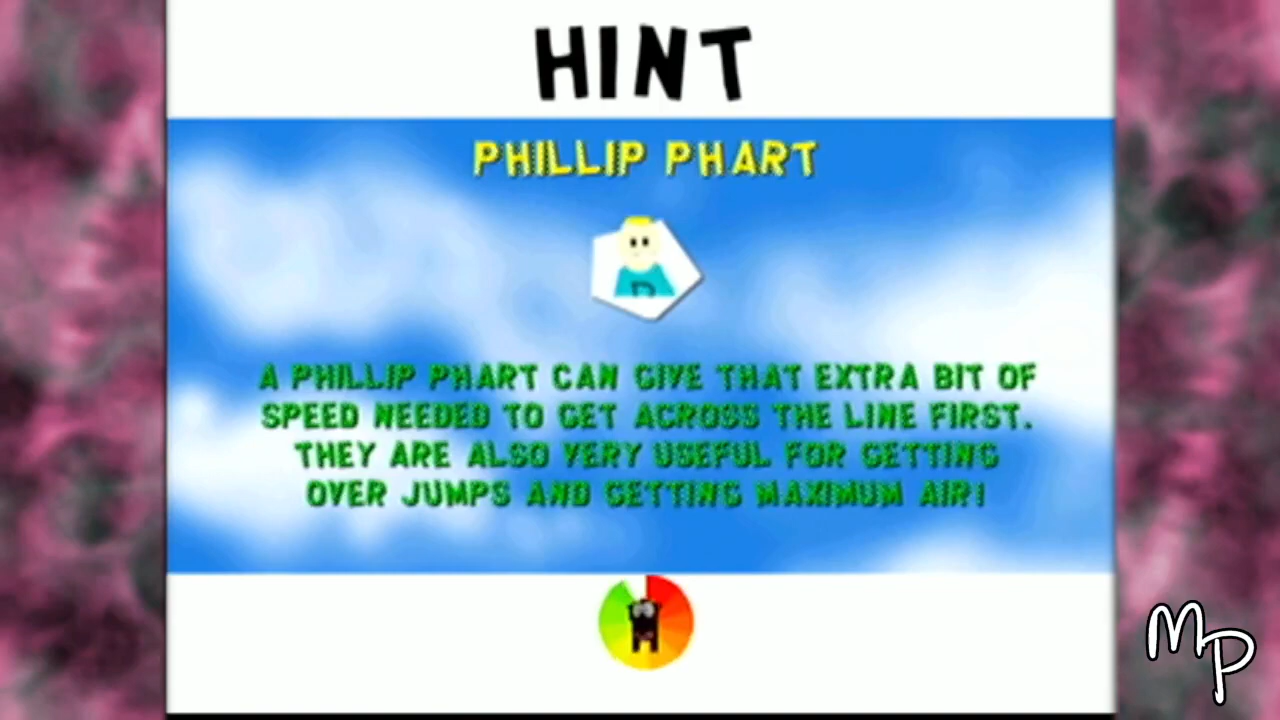 HINT
PHILLIP PHART
P
A PHILLIP PHART CAN GIVE THAT EXTRA BIT OF
SPEED NEEDED TO GET ACROSS THE LINE FIRST.
THEY ARE ALSO VERY USEFUL FOR GETTING
OVER JUMPS AND GETTING MAXIMUM AIR!
MP